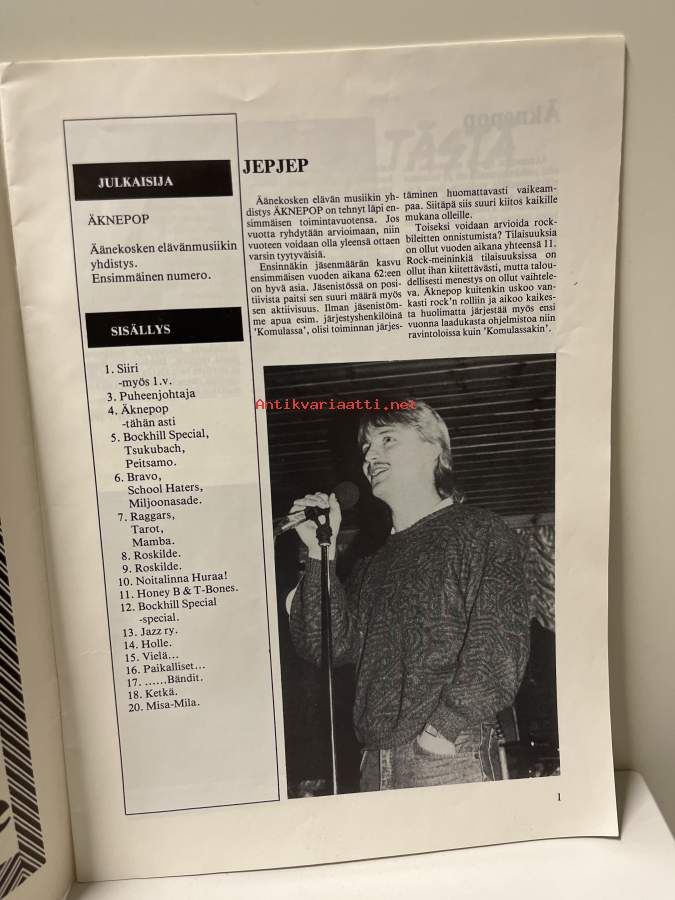 JULKAISIJA
ÄKNEPOP
Äänekosken elävänmusiikin
yhdistys.
Ensimmäinen numero.
SISÄLLYS
1. Siiri
-myös 1.v.
3. Puheenjohtaja
4. Äknepop
-tähän asti
5. Bockhill Special,
Tsukubach,
Peitsamo.
6. Bravo,
School Haters,
Miljoonasade.
7. Raggars,
Tarot,
Mamba.
8. Roskilde.
9. Roskilde.
10. Noitalinna Huraa!
11. Honey B & T-Bones.
12. Bockhill Special
-special.
13. Jazz ry.
14. Holle.
15. Vielä...
16. Paikalliset...
17. ......Bändit.
18. Ketkä.
20. Misa-Mila.
JEPJEP
Äänekosken elävän musiikin yh-
distys ÄKNEPOP on tehnyt läpi en-
simmäisen toimintavuotensa. Jos
vuotta ryhdytään arvioimaan, niin
vuoteen voidaan olla yleensä ottaen
varsin tyytyväisiä.
Ensinnäkin jäsenmäärän kasvu
ensimmäisen vuoden aikana 62:een
on hyvä asia. Jäsenistössä on posi-
tiivista paitsi sen suuri määrä myös
sen aktiivisuus. Ilman jäsenistöm-
me apua esim. järjestyshenkilöinä
'Komulassa', olisi toiminnan järjes-
täminen huomattavasti vaikeam-
paa. Siitäpä siis suuri kiitos kaikille
mukana olleille.
Toiseksi voidaan arvioida rock-
bileitten onnistumista? Tilaisuuksia
on ollut vuoden aikana yhteensä 11.
Rock-meininkiä tilaisuuksissa on
ollut ihan kiitettävästi, mutta talou-
dellisesti menestys on ollut vaihtele-
va. Äknepop kuitenkin uskoo van-
kasti rock'n rolliin ja aikoo kaikes-
ta huolimatta järjestää myös ensi
vuonna laadukasta ohjelmistoa niin
ravintoloissa kuin 'Komulassakin'.
Antikvariaatti.net
1